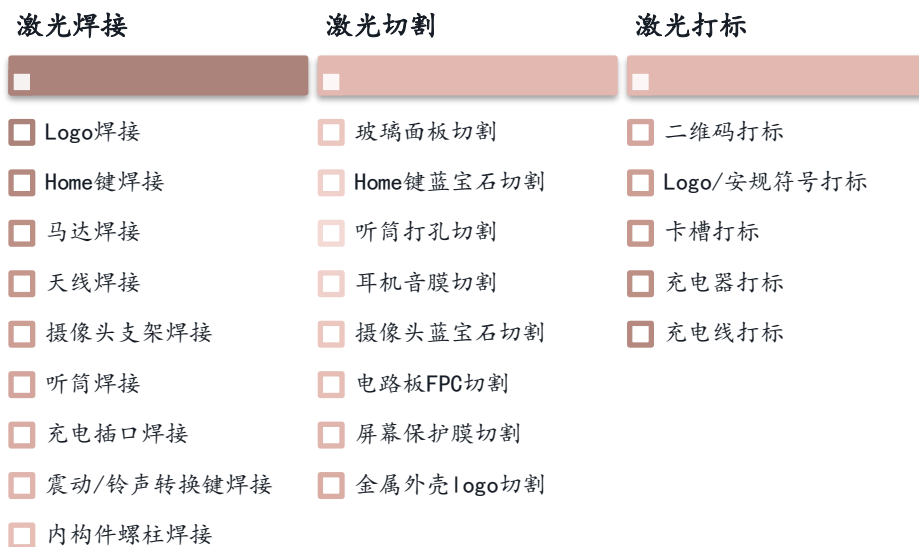 激光焊接
Logo焊接
Home键焊接
马达焊接
天线焊接
摄像头支架焊接
听筒焊接
充电插口焊接
震动/铃声转换键焊接
内构件螺柱焊接
激光切割
玻璃面板切割
Home键蓝宝石切割
听筒打孔切割
耳机音膜切割
摄像头蓝宝石切割
电路板FPC切割
屏幕保护膜切割
金属外壳logo切割
激光打标
二维码打标
Logo/安规符号打标
卡槽打标
充电器打标
充电线打标